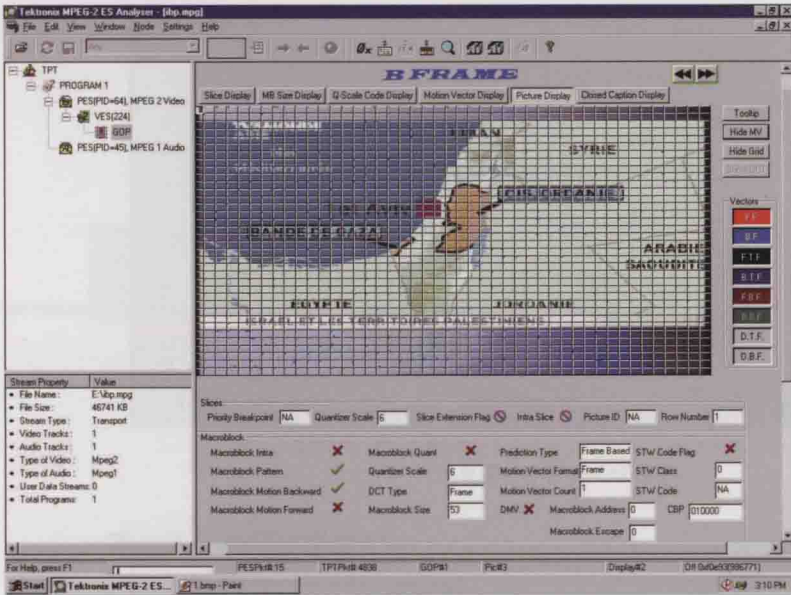 Tektronix MPEG-2 ES Analyser - [ibp.mpg]
File Edit View Window Node Settings Help
Any
TPT
PROGRAM 1
PES(PID=64), MPEG 2 Video
VES(224)
GOP
PES(PID=45), MPEG 1 Audio
B FRAME
Slice Display MB Size Display Q-Scale Code Display Motion Vector Display Picture Display Closed Caption Display
LIBAN
SYRIE
CISJORDANIE
BANDE DE GAZA
ARABIE
SAOUDITE
EGYPTE
JORDANIE
ISRAEL ET LES TERRITOIRES PALESTINIENS
Tooltip
Hide MV
Hide Grid
Vectors
F.F
B.F
F.T.F
B.T.F
F.B.F
B.B.F
D.T.F.
D.B.F.
Stream Property Value
File Name : E:\ibp.mpg
File Size : 46741 KB
Stream Type : Transport
Video Tracks : 1
Audio Tracks : 1
Type of Video : Mpeg2
Type of Audio : Mpeg1
User Data Streams: 0
Total Programs: 1
Slices
Priority Breakpoint NA Quantizer Scale 6 Slice Extension Flag Intra Slice Picture ID NA Row Number 1
Macroblock
Macroblock Intra Macroblock Quant Prediction Type Frame Based STW Code Flag
Macroblock Pattern Quantizer Scale 6 Motion Vector Format Frame STW Class 0
Macroblock Motion Backward DCT Type Frame Motion Vector Count 1 STW Code NA
Macroblock Motion Forward Macroblock Size 53 DMV Macroblock Address 0 CBP 010000
Macroblock Escape 0
For Help, press F1 PESPkt#:15 TPTPkt#:4838 GOP#1 Pic#3 Display#2 Off 0xf0e93(986771)
Start Tektronix MPEG-2 ES... 1.bmp - Paint 3:10 PM